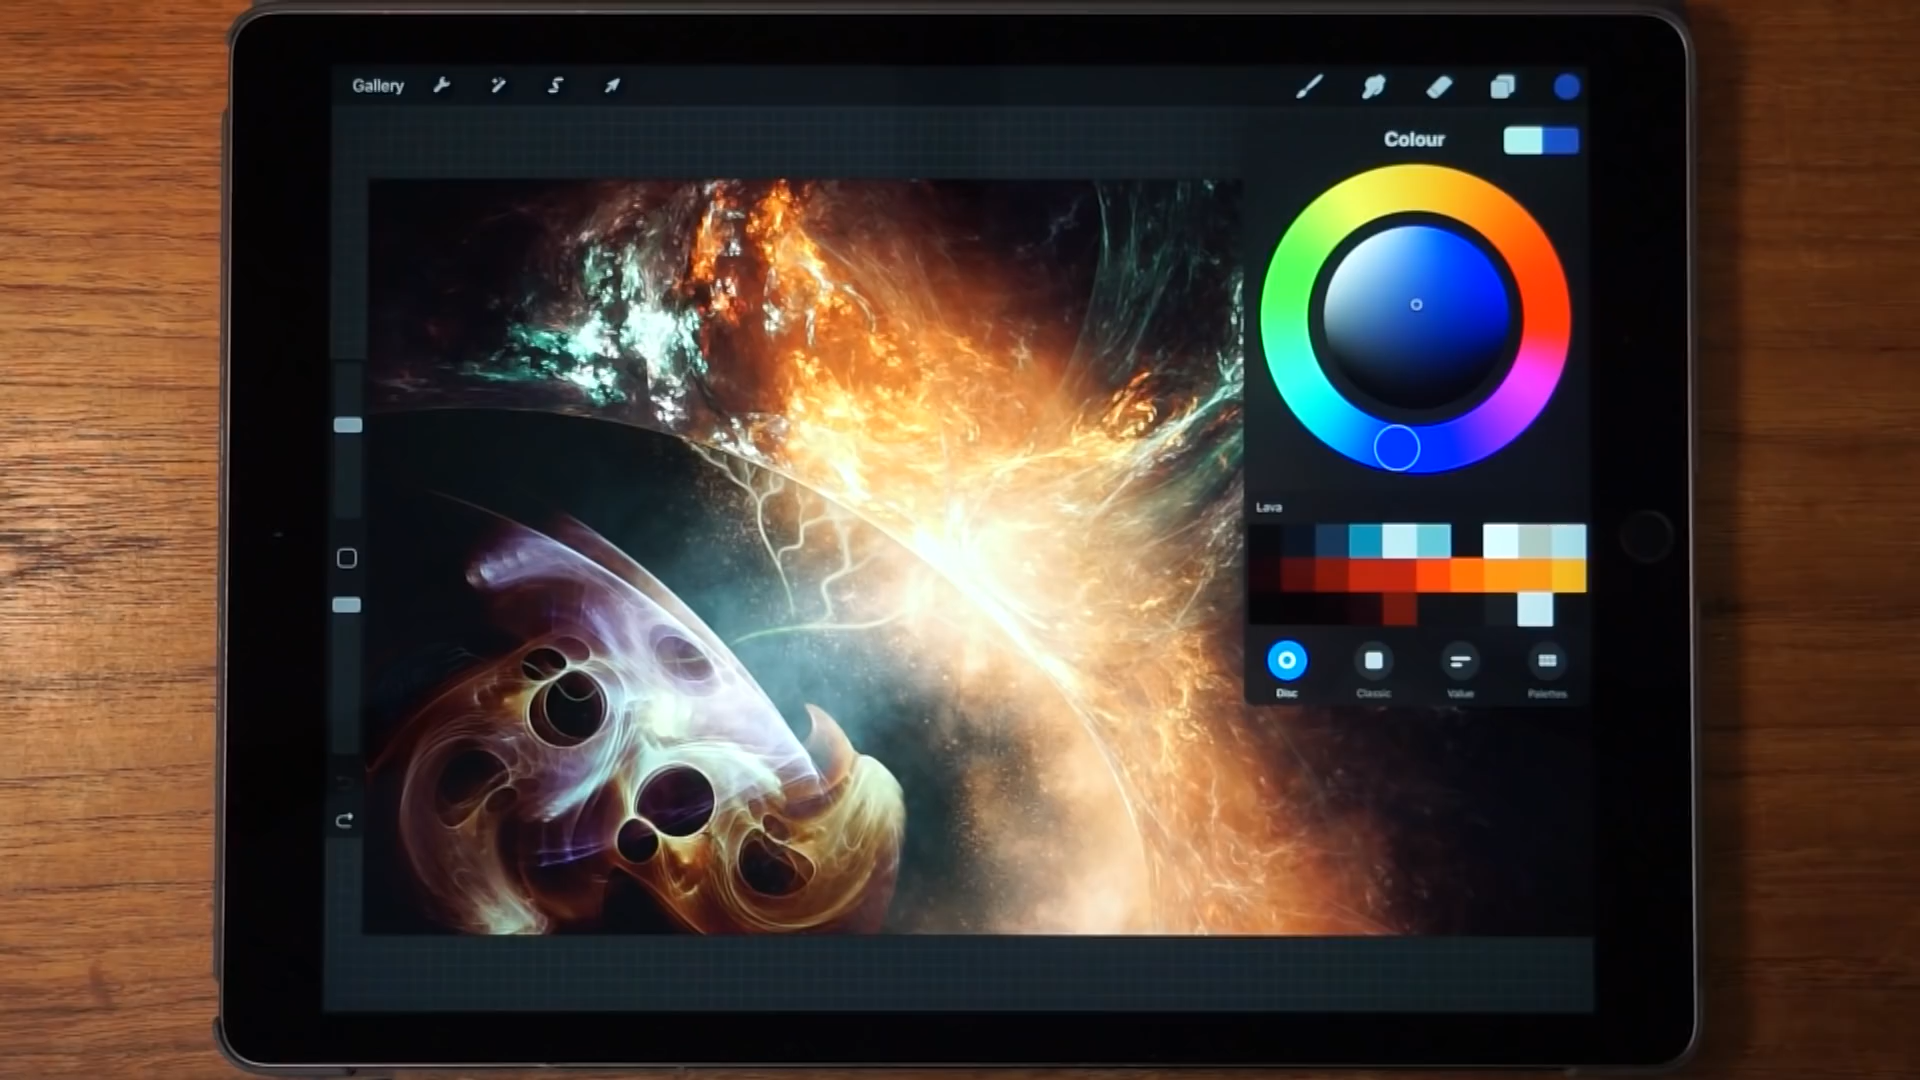 Gallery
Colour
Lava
Disc
Classic
Value
Palettes